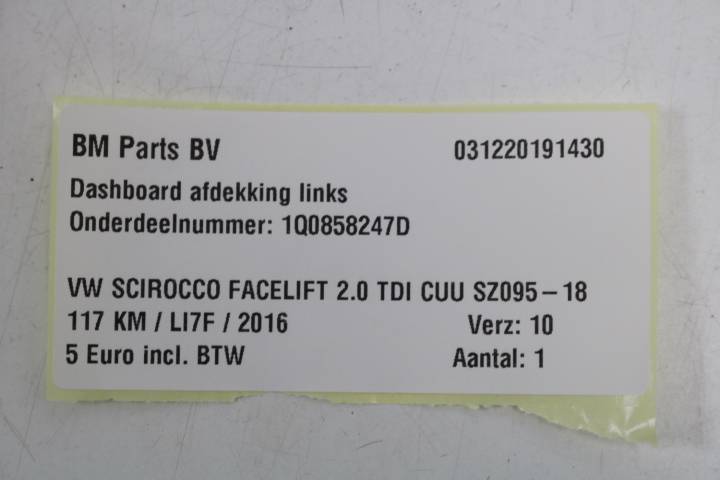 BM Parts BV 031220191430
Dashboard afdekking links
Onderdeelnummer: 1Q0858247D
VW SCIROCCO FACELIFT 2.0 TDI CUU SZ095-18
117 KM / LI7F / 2016 Verz: 10
5 Euro incl. BTW Aantal: 1